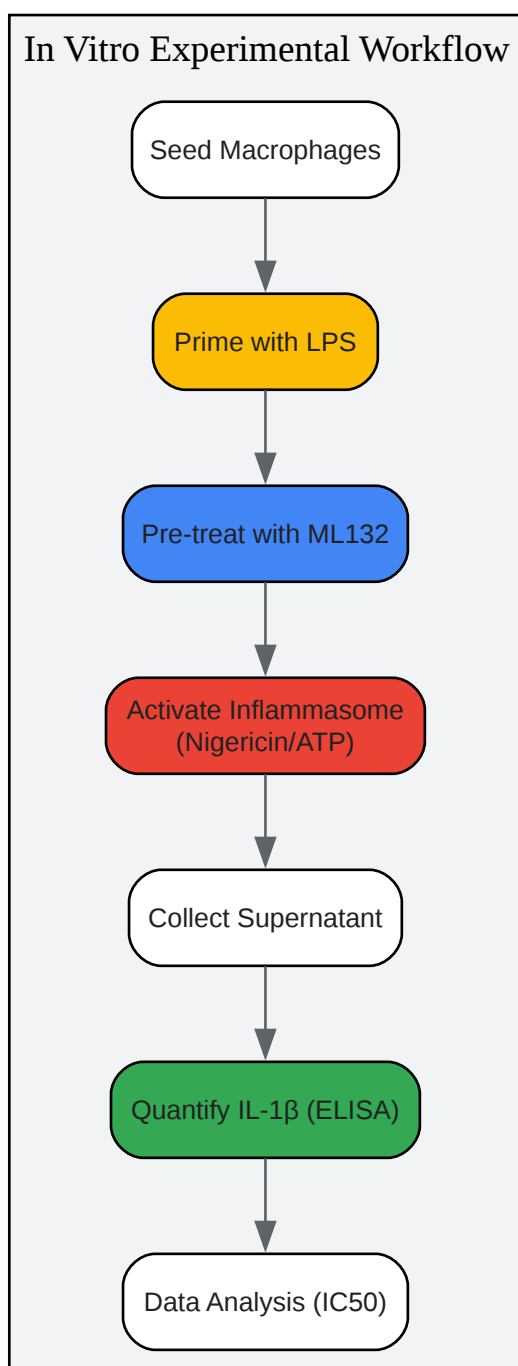 In Vitro Experimental Workflow
Seed Macrophages
Prime with LPS
Pre-treat with ML132
Activate Inflammasome
(Nigericin/ATP)
Collect Supernatant
Quantify IL-1β (ELISA)
Data Analysis (IC50)